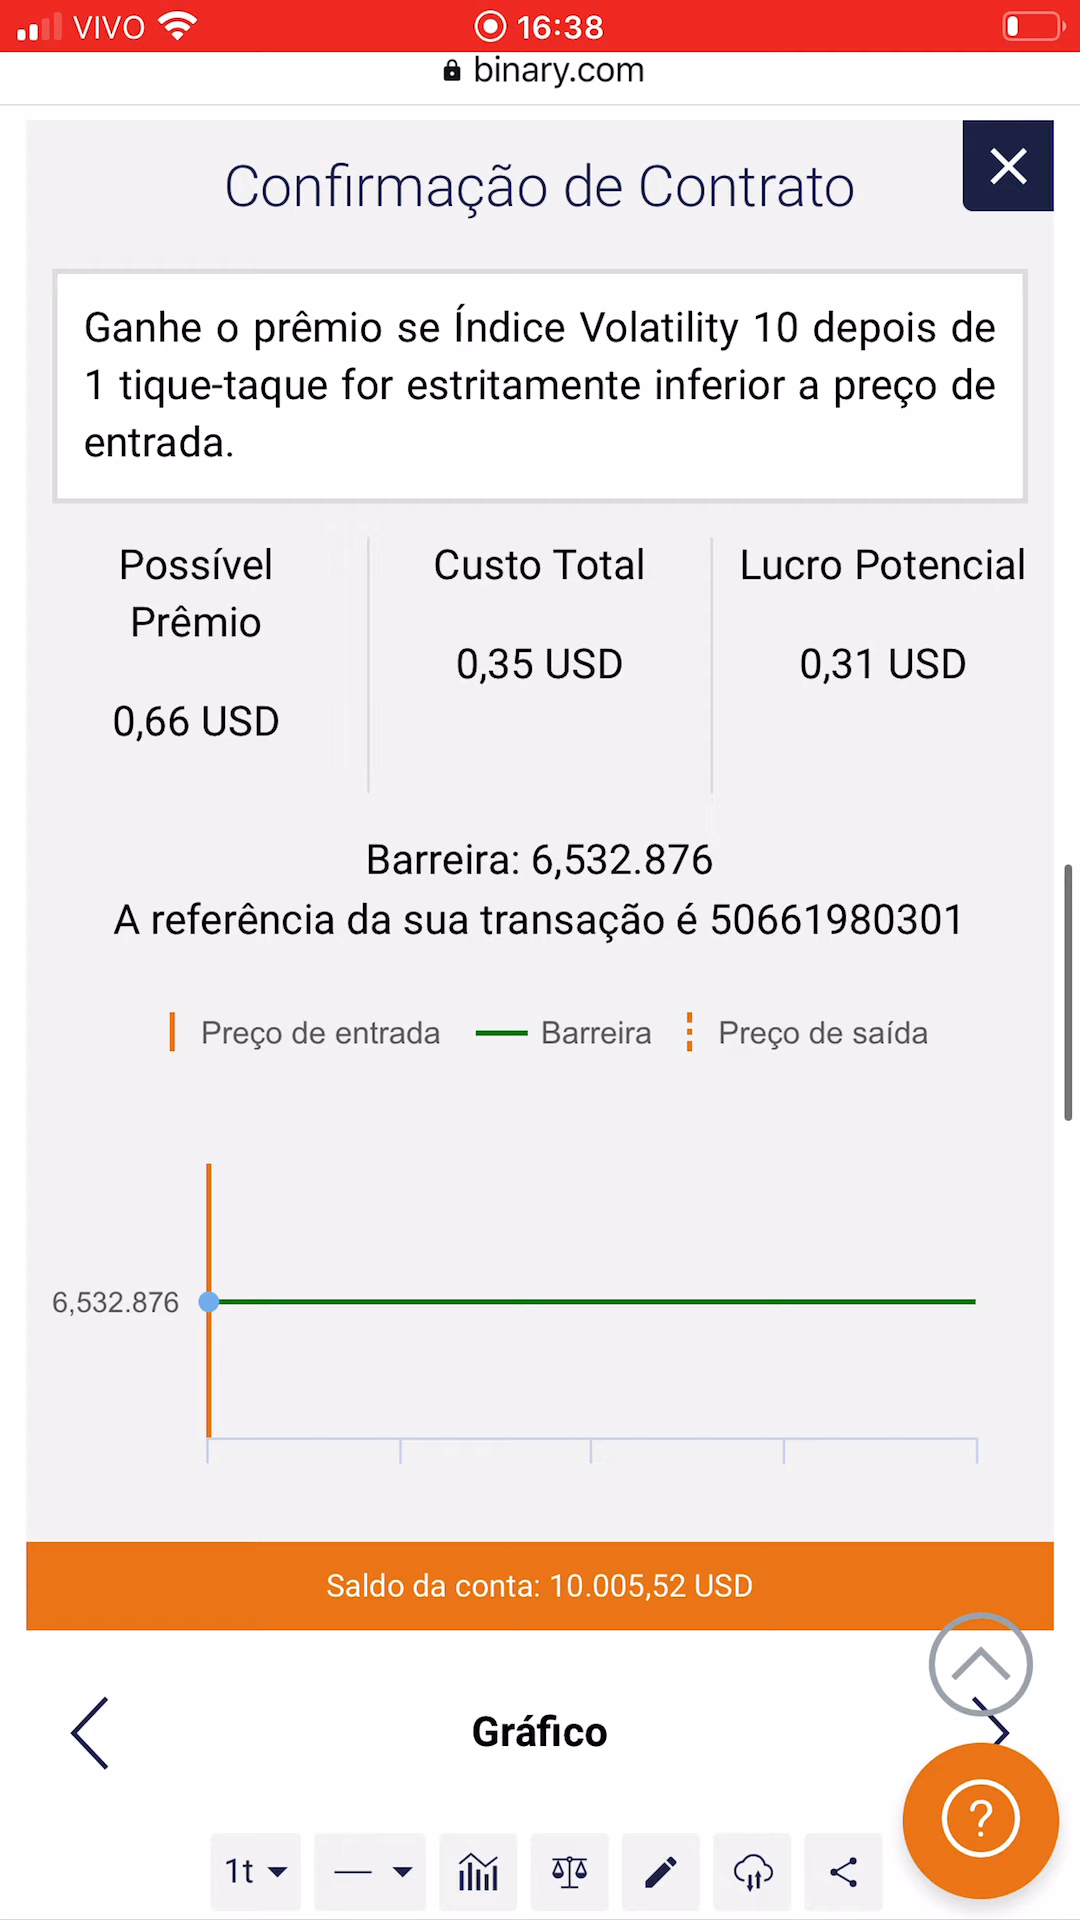 VIVO 16:38
binary.com
Confirmação de Contrato
Ganhe o prêmio se Índice Volatility 10 depois de
1 tique-taque for estritamente inferior a preço de
entrada.
Possível
Prêmio
0,66 USD
Custo Total
0,35 USD
Lucro Potencial
0,31 USD
Barreira: 6,532.876
A referência da sua transação é 50661980301
Preço de entrada Barreira Preço de saída
6,532.876
Saldo da conta: 10.005,52 USD
Gráfico
?
1t